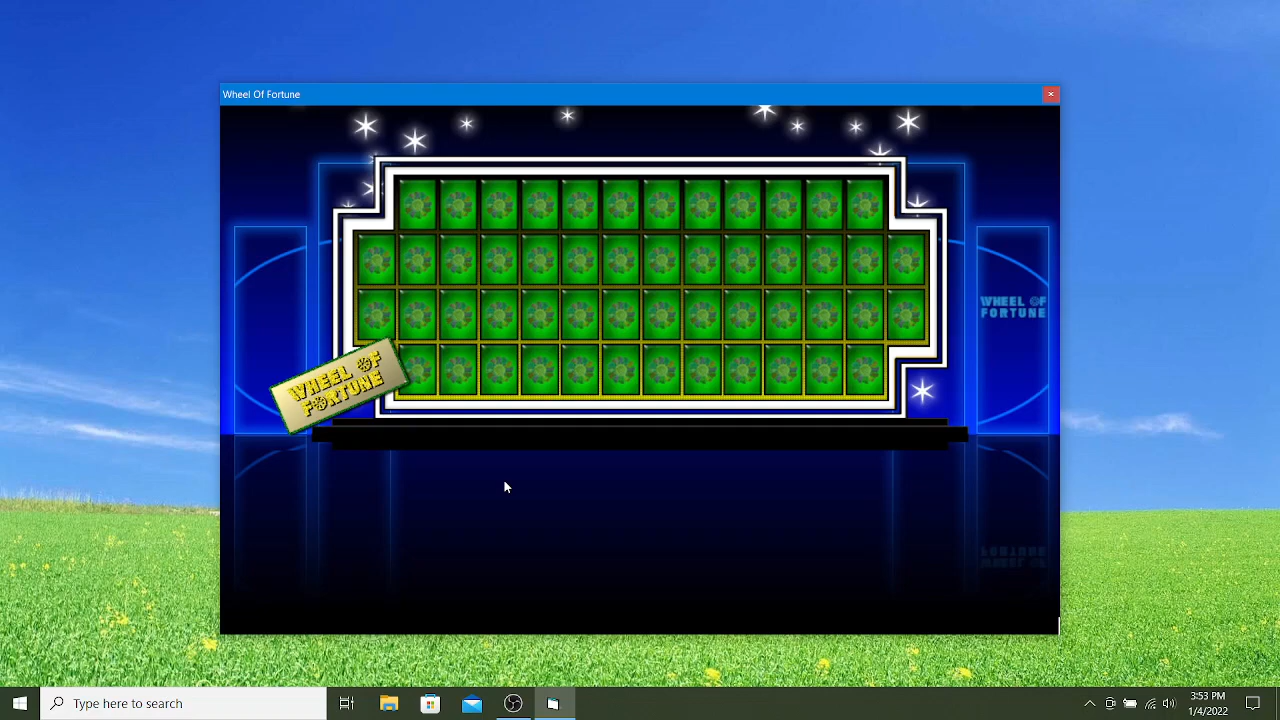 Wheel Of Fortune
WHEEL OF
FORTUNE
WHEEL OF
FORTUNE
Type here to search
3:53 PM
1/4/2022